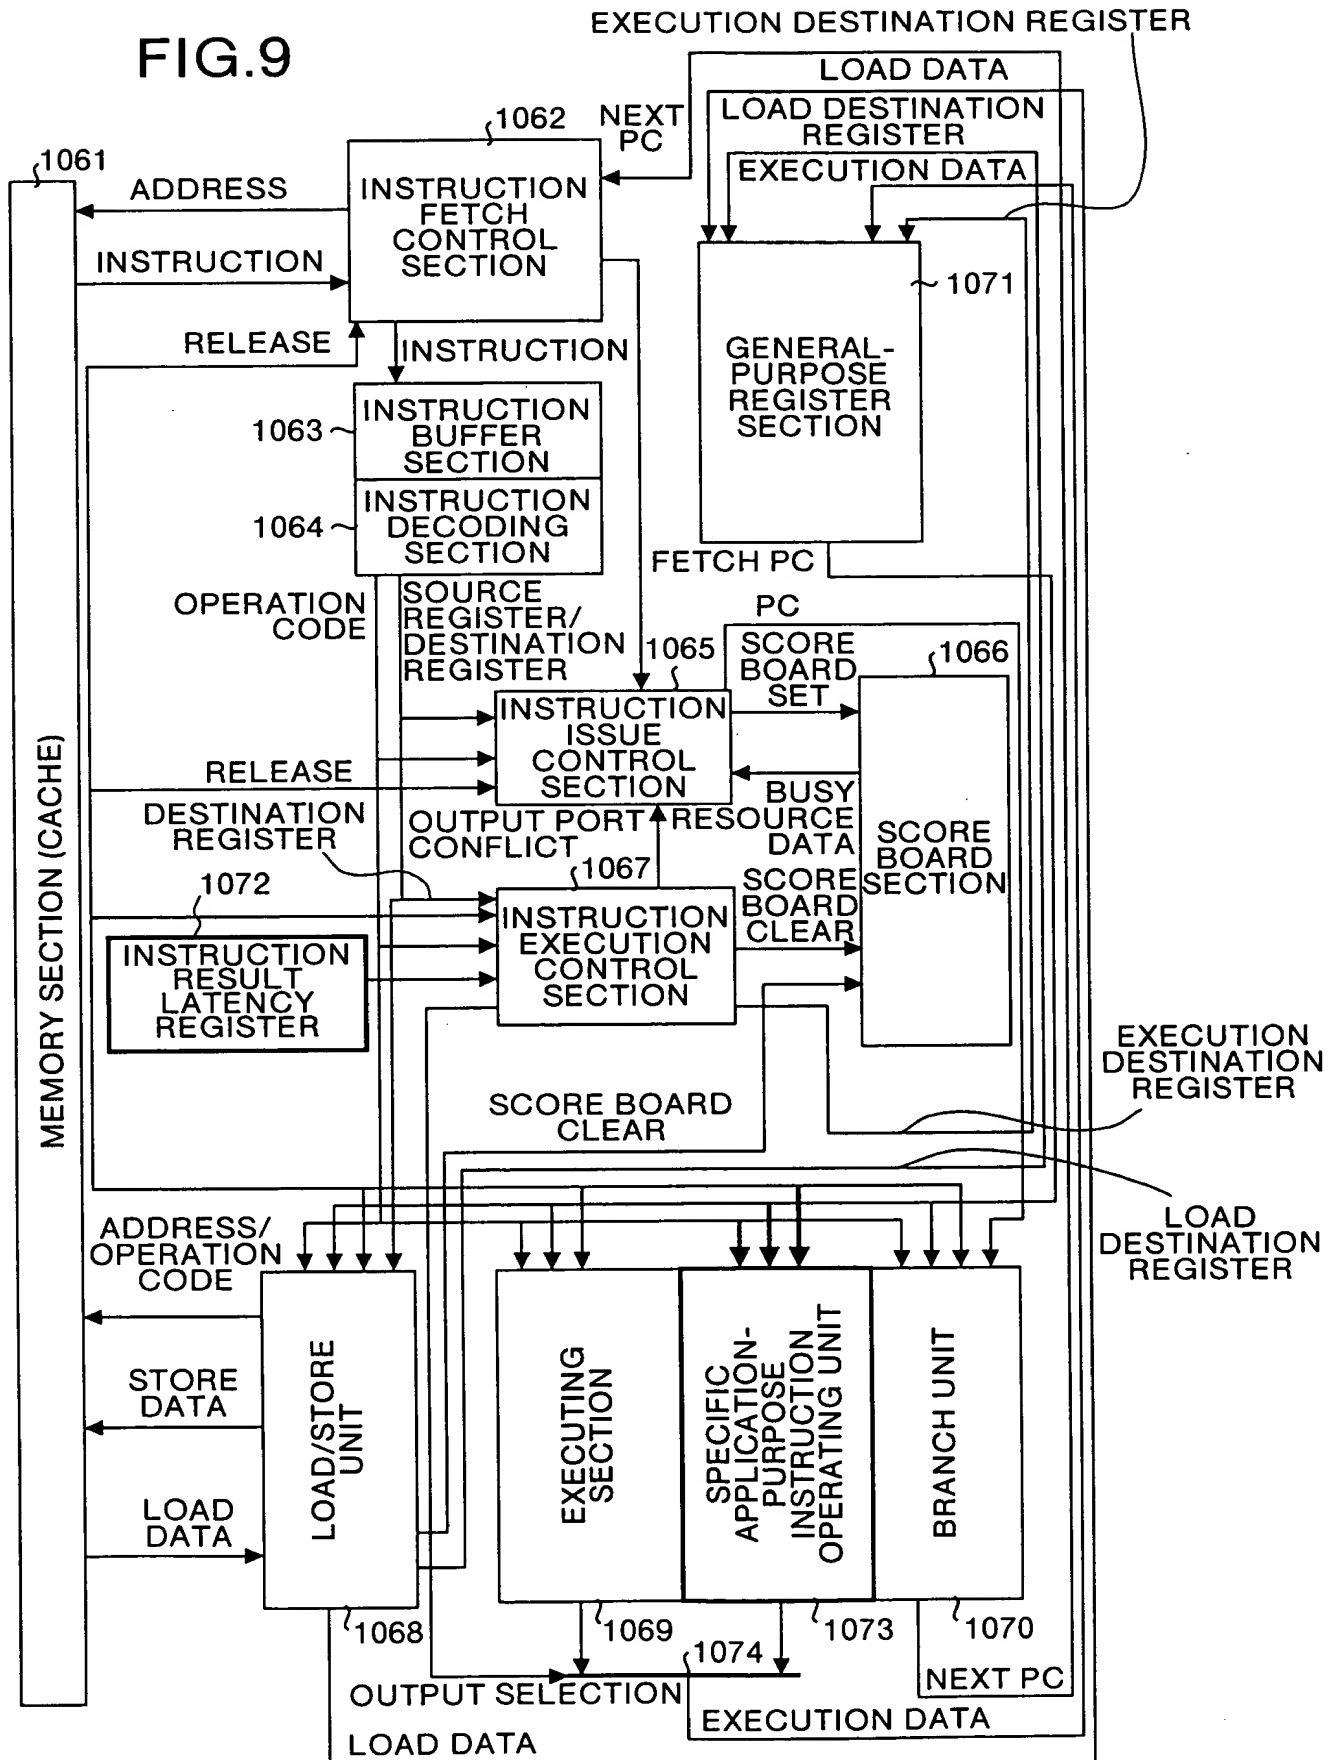 FIG.9
EXECUTION DESTINATION REGISTER
LOAD DATA
LOAD DESTINATION
REGISTER
EXECUTION DATA
NEXT
PC
1062
1061
ADDRESS
INSTRUCTION
FETCH
CONTROL
SECTION
INSTRUCTION
1071
RELEASE
INSTRUCTION
GENERAL-
PURPOSE
REGISTER
SECTION
1063
INSTRUCTION
BUFFER
SECTION
1064
INSTRUCTION
DECODING
SECTION
FETCH PC
OPERATION
CODE
SOURCE
REGISTER/
DESTINATION
REGISTER
PC
1065
SCORE
BOARD
SET
1066
INSTRUCTION
ISSUE
CONTROL
SECTION
RELEASE
DESTINATION
REGISTER
OUTPUT PORT
CONFLICT
BUSY
RESOURCE
DATA
SCORE
BOARD
SECTION
MEMORY SECTION (CACHE)
1072
1067
SCORE
BOARD
CLEAR
INSTRUCTION
EXECUTION
CONTROL
SECTION
INSTRUCTION
RESULT
LATENCY
REGISTER
EXECUTION
DESTINATION
REGISTER
SCORE BOARD
CLEAR
LOAD
DESTINATION
REGISTER
ADDRESS/
OPERATION
CODE
STORE
DATA
LOAD
DATA
LOAD/STORE
UNIT
EXECUTING
SECTION
SPECIFIC
APPLICATION-
PURPOSE
INSTRUCTION
OPERATING UNIT
BRANCH UNIT
1068
1069
1073
1070
1074
OUTPUT SELECTION
NEXT PC
EXECUTION DATA
LOAD DATA